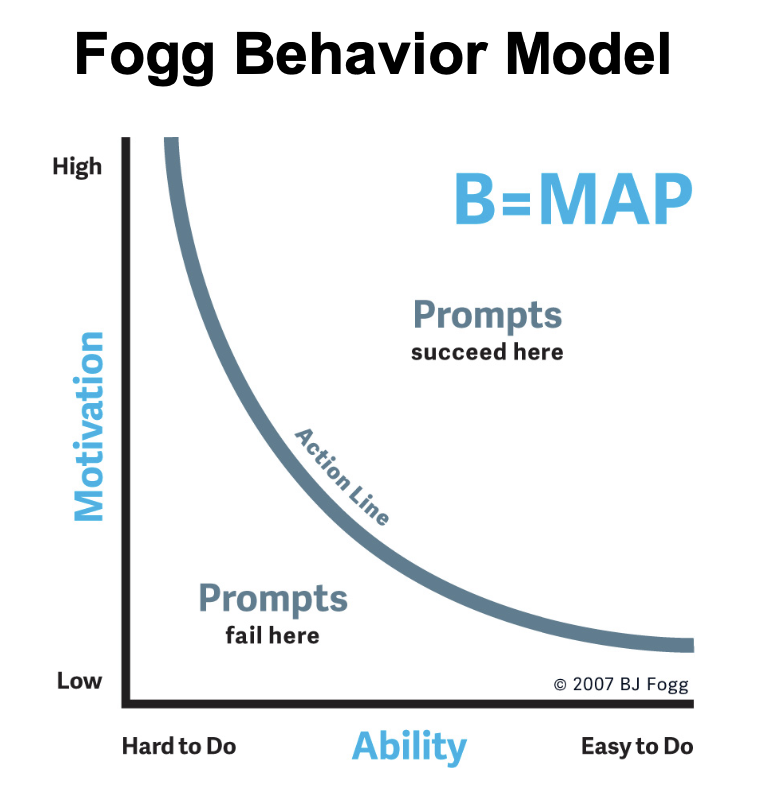 Fogg Behavior Model
High
B=MAP
Prompts
succeed here
Motivation
Action Line
Prompts
fail here
Low
© 2007 BJ Fogg
Hard to Do
Ability
Easy to Do